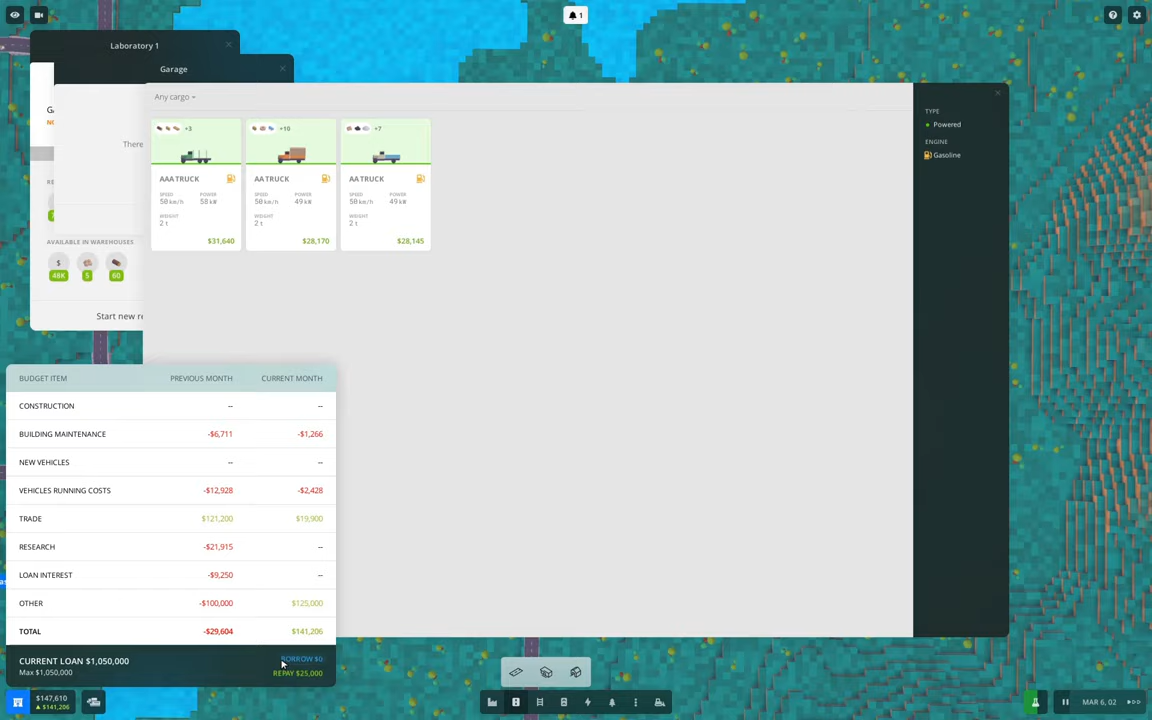 1
Laboratory 1
Garage
Any cargo
There
+3
AAA TRUCK
SPEED
50 km/h
POWER
58 kW
WEIGHT
2 t
$31,640
+10
AA TRUCK
SPEED
50 km/h
POWER
49 kW
WEIGHT
2 t
$28,170
+7
AA TRUCK
SPEED
50 km/h
POWER
49 kW
WEIGHT
2 t
$28,145
TYPE
Powered
ENGINE
Gasoline
AVAILABLE IN WAREHOUSES
$
48K
5
60
Start new re
BUDGET ITEM PREVIOUS MONTH CURRENT MONTH
CONSTRUCTION -- --
BUILDING MAINTENANCE -$6,711 -$1,266
NEW VEHICLES -- --
VEHICLES RUNNING COSTS -$12,928 -$2,428
TRADE $121,200 $19,900
RESEARCH -$21,915 --
LOAN INTEREST -$9,250 --
OTHER -$100,000 $125,000
TOTAL -$29,604 $141,206
CURRENT LOAN $1,050,000
Max $1,050,000
BORROW $0
REPAY $25,000
$147,610
▲ $141,206
MAR 6, 02